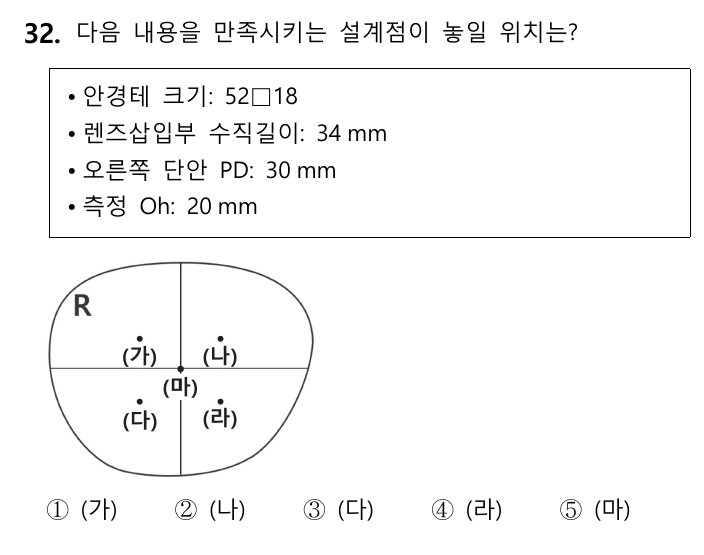 32. 다음 내용을 만족시키는 설계점이 놓일 위치는?
• 안경테 크기: 52□18
• 렌즈삽입부 수직길이: 34 mm
• 오른쪽 단안 PD: 30 mm
• 측정 Oh: 20 mm
R
(가) (나)
(마)
(다) (라)
① (가) ② (나) ③ (다) ④ (라) ⑤ (마)